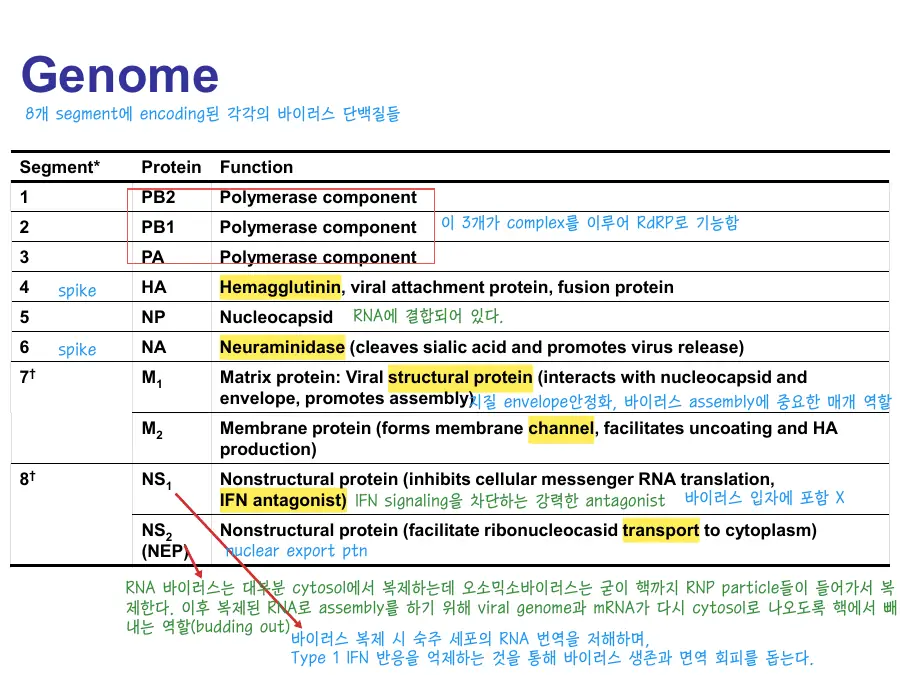 Genome
8개 segment에 encoding된 각각의 바이러스 단백질들
Segment* Protein Function
1 PB2 Polymerase component
2 PB1 Polymerase component
이 3개가 complex를 이루어 RdRP로 기능함
3 PA Polymerase component
4 spike HA Hemagglutinin, viral attachment protein, fusion protein
5 NP Nucleocapsid RNA에 결합되어 있다.
6 spike NA Neuraminidase (cleaves sialic acid and promotes virus release)
7† M1 Matrix protein: Viral structural protein (interacts with nucleocapsid and
envelope, promotes assembly)
지질 envelope안정화, 바이러스 assembly에 중요한 매개 역할
M2 Membrane protein (forms membrane channel, facilitates uncoating and HA
production)
8† NS1 Nonstructural protein (inhibits cellular messenger RNA translation,
IFN antagonist) IFN signaling을 차단하는 강력한 antagonist 바이러스 입자에 포함 X
NS2 Nonstructural protein (facilitate ribonucleocasid transport to cytoplasm)
(NEP) nuclear export ptn
RNA 바이러스는 대부분 cytosol에서 복제하는데 오소믹소바이러스는 굳이 핵까지 RNP particle들이 들어가서 복
제한다. 이후 복제된 RNA로 assembly를 하기 위해 viral genome과 mRNA가 다시 cytosol로 나오도록 핵에서 빼
내는 역할(budding out)
바이러스 복제 시 숙주 세포의 RNA 번역을 저해하며,
Type 1 IFN 반응을 억제하는 것을 통해 바이러스 생존과 면역 회피를 돕는다.